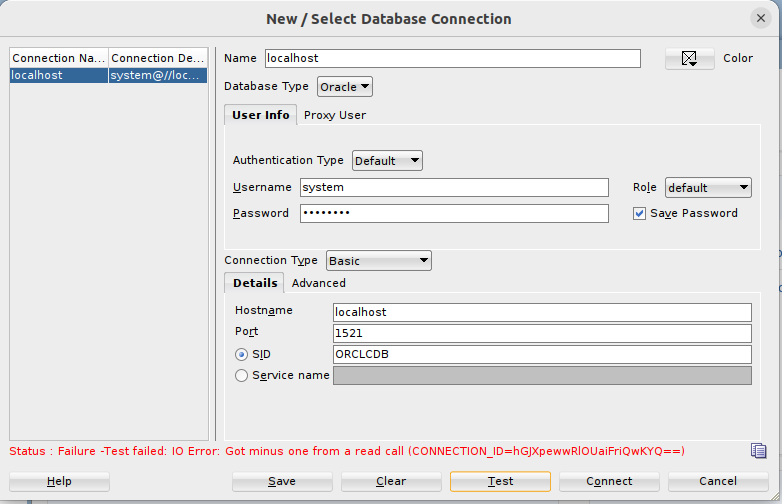 New / Select Database Connection
Connection Na... Connection De...
localhost system@//loc...
Name localhost Color
Database Type Oracle
User Info Proxy User
Authentication Type Default
Username system Role default
Password •••••••• Save Password
Connection Type Basic
Details Advanced
Hostname localhost
Port 1521
SID ORCLCDB
Service name
Status : Failure -Test failed: IO Error: Got minus one from a read call (CONNECTION_ID=hGJXpewwRlOUaiFriQwKYQ==)
Help Save Clear Test Connect Cancel